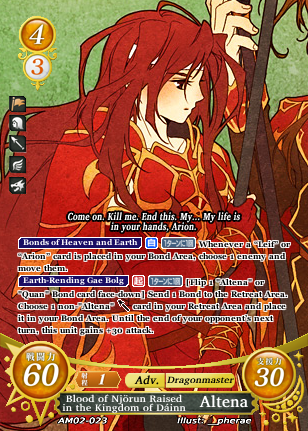 4
3
Come on. Kill me. End this. My... My life is
in your hands, Arion.
Bonds of Heaven and Earth 自 1ターンに1回 Whenever a "Leif" or
"Arion" card is placed in your Bond Area, choose 1 enemy and
move them.
Earth-Rending Gae Bolg 起 1ターンに1回 [Flip 1 "Altena" or
"Quan" Bond card face-down] Send 1 Bond to the Retreat Area.
Choose 1 non-"Altena" card in your Retreat Area and place
it in your Bond Area. Until the end of your opponent's next
turn, this unit gains +30 attack.
戦闘力
60
射程 1
Adv. Dragonmaster
支援力
30
Blood of Njörun Raised
in the Kingdom of Dáinn
Altena
AM02-023
illust. _pherae